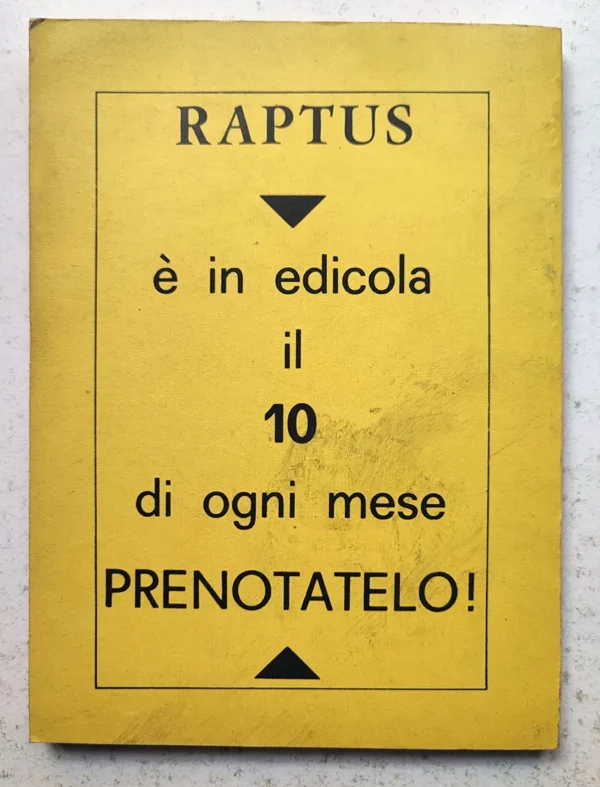 RAPTUS
è in edicola
il
10
di ogni mese
PRENOTATELO!